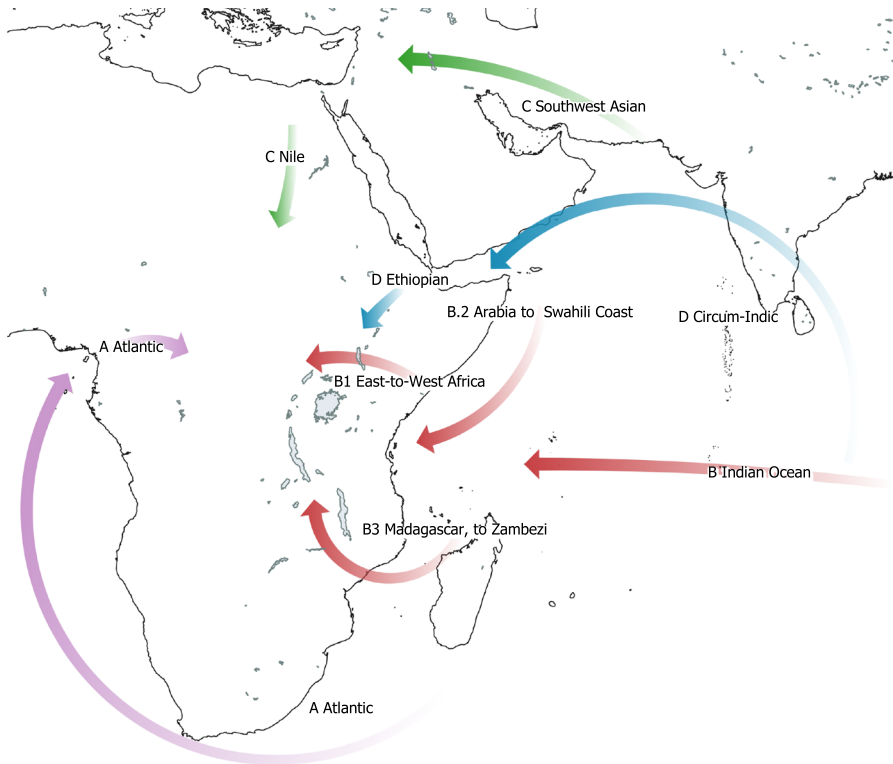 C Southwest Asian
C Nile
D Ethiopian
B.2 Arabia to  Swahili Coast
D Circum-Indic
A Atlantic
B1 East-to-West Africa
B Indian Ocean
B3 Madagascar, to Zambezi
A Atlantic